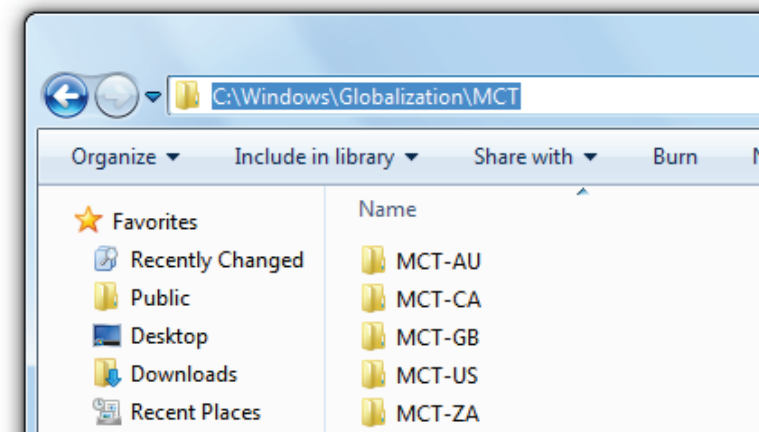 C:\Windows\Globalization\MCT
Organize Include in library Share with Burn
Favorites
Recently Changed
Public
Desktop
Downloads
Recent Places
Name
MCT-AU
MCT-CA
MCT-GB
MCT-US
MCT-ZA